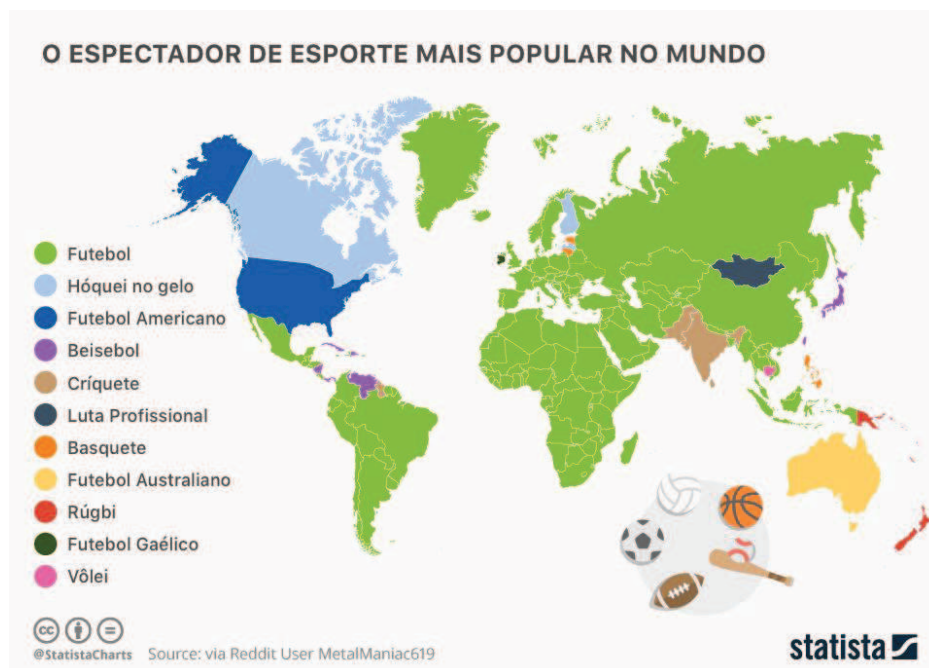 O ESPECTADOR DE ESPORTE MAIS POPULAR NO MUNDO
Futebol
Hóquei no gelo
Futebol Americano
Beisebol
Críquete
Luta Profissional
Basquete
Futebol Australiano
Rúgbi
Futebol Gaélico
Vôlei
cc
@StatistaCharts Source: via Reddit User MetalManiac619
statista